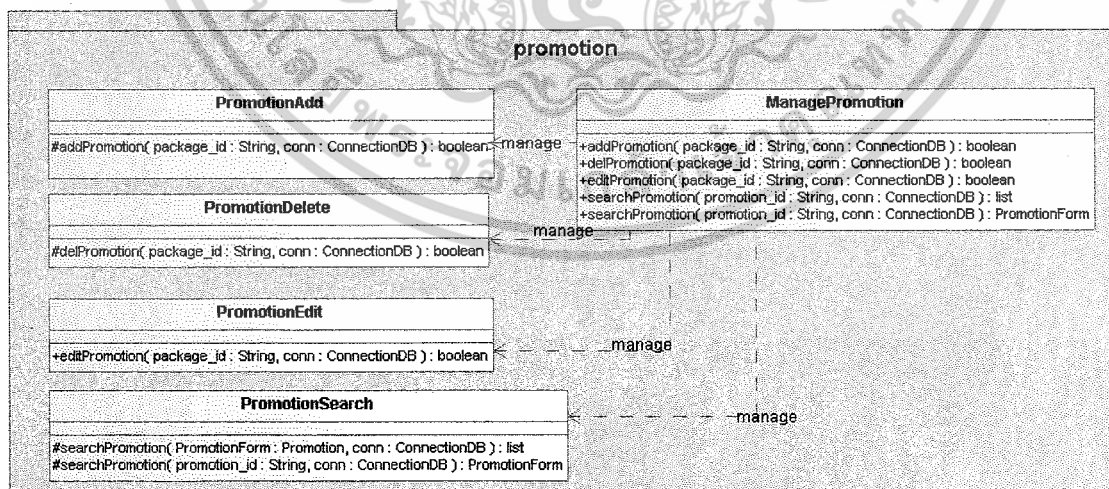 promotion
PromotionAdd
#addPromotion( package_id : String, conn : ConnectionDB ) : boolean
manage
ManagePromotion
+addPromotion( package_id : String, conn : ConnectionDB ) : boolean
+delPromotion( package_id : String, conn : ConnectionDB ) : boolean
+editPromotion( package_id : String, conn : ConnectionDB ) : boolean
+searchPromotion( promotion_id : String, conn : ConnectionDB ) : list
+searchPromotion( promotion_id : String, conn : ConnectionDB ) : PromotionForm
PromotionDelete
#delPromotion( package_id : String, conn : ConnectionDB ) : boolean
manage
PromotionEdit
+editPromotion( package_id : String, conn : ConnectionDB ) : boolean
manage
PromotionSearch
#searchPromotion( PromotionForm : Promotion, conn : ConnectionDB ) : list
#searchPromotion( promotion_id : String, conn : ConnectionDB ) : PromotionForm
manage